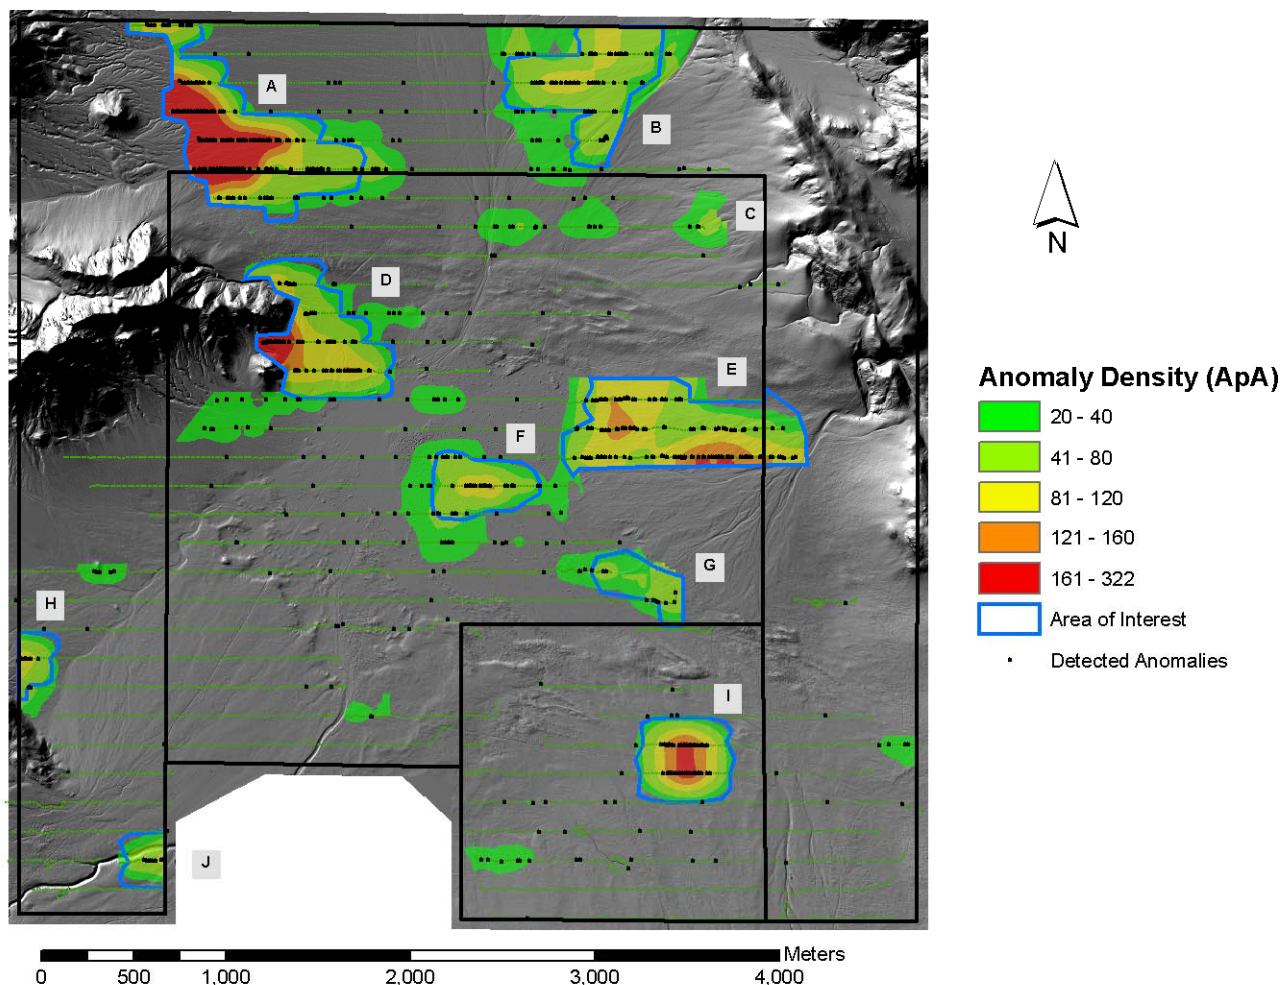 A
B
C
N
D
E
Anomaly Density (ApA)
20 - 40
F
41 - 80
81 - 120
121 - 160
G
161 - 322
H
Area of Interest
Detected Anomalies
I
J
Meters
0 500 1,000 2,000 3,000 4,000